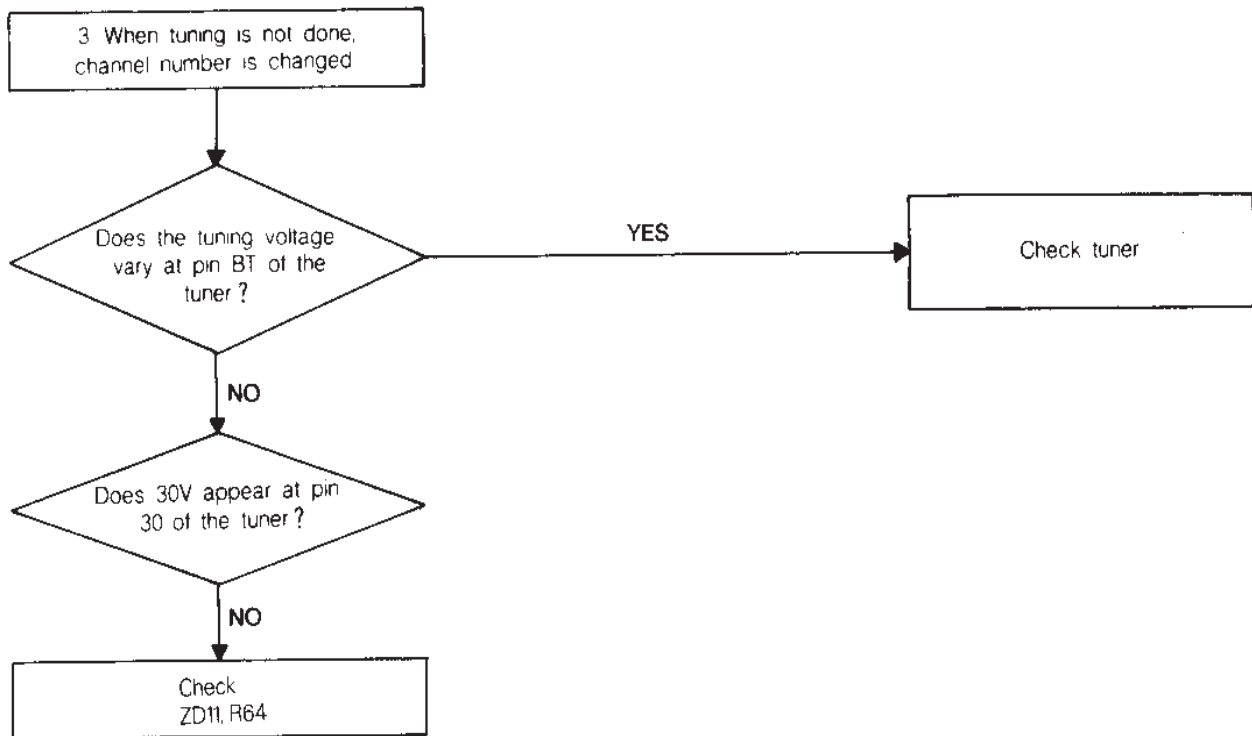 3 When tuning is not done,
channel number is changed
Does the tuning voltage
vary at pin BT of the
tuner?
YES
Check tuner
NO
Does 30V appear at pin
30 of the tuner?
NO
Check
ZD11, R64